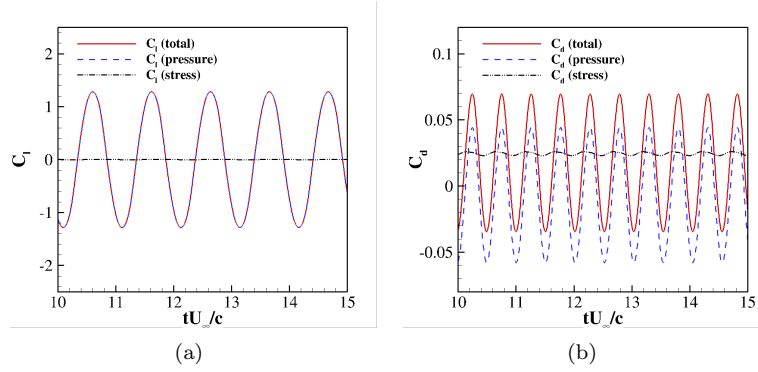 C_l (total)
C_l (pressure)
C_l (stress)
2
1
0
-1
-2
C_l
10 11 12 13 14 15
tU_∞/c
(a)
C_d (total)
C_d (pressure)
C_d (stress)
0.1
0.05
0
-0.05
C_d
10 11 12 13 14 15
tU_∞/c
(b)